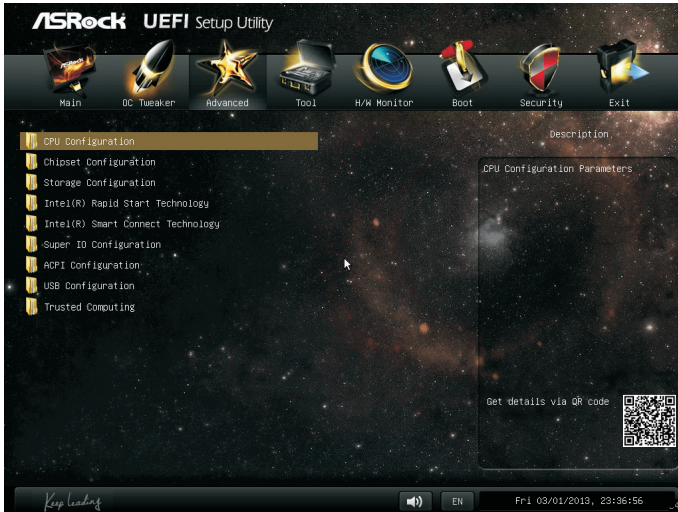 ASRock UEFI Setup Utility
ASRock
Main OC Tweaker Advanced Tool H/W Monitor Boot Security Exit
CPU Configuration
Chipset Configuration
Storage Configuration
Intel(R) Rapid Start Technology
Intel(R) Smart Connect Technology
Super IO Configuration
ACPI Configuration
USB Configuration
Trusted Computing
Description
CPU Configuration Parameters
Get details via QR code
Keep Leading
EN
Fri 03/01/2013, 23:36:56